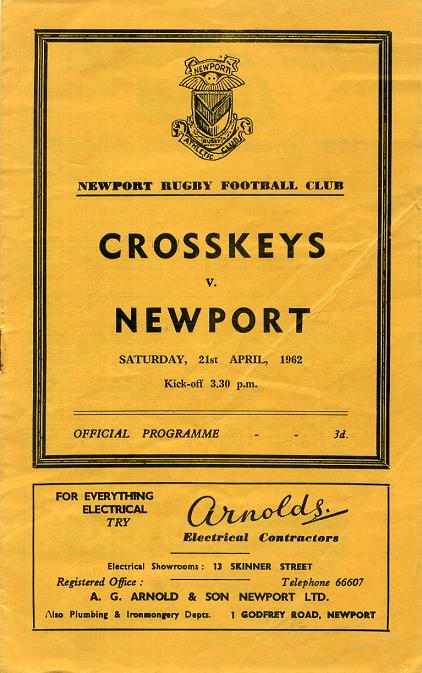 NEWPORT
RUGBY
ATHLETIC CLUB
NEWPORT RUGBY FOOTBALL CLUB
CROSSKEYS
v.
NEWPORT
SATURDAY, 21st APRIL, 1962
Kick-off 3.30 p.m.
OFFICIAL PROGRAMME - - 3d.
FOR EVERYTHING
ELECTRICAL
TRY
Arnolds.
Electrical Contractors
Electrical Showrooms: 13 SKINNER STREET
Registered Office: Telephone 66607
A. G. ARNOLD & SON NEWPORT LTD.
Also Plumbing & Ironmongery Depts. 1 GODFREY ROAD, NEWPORT